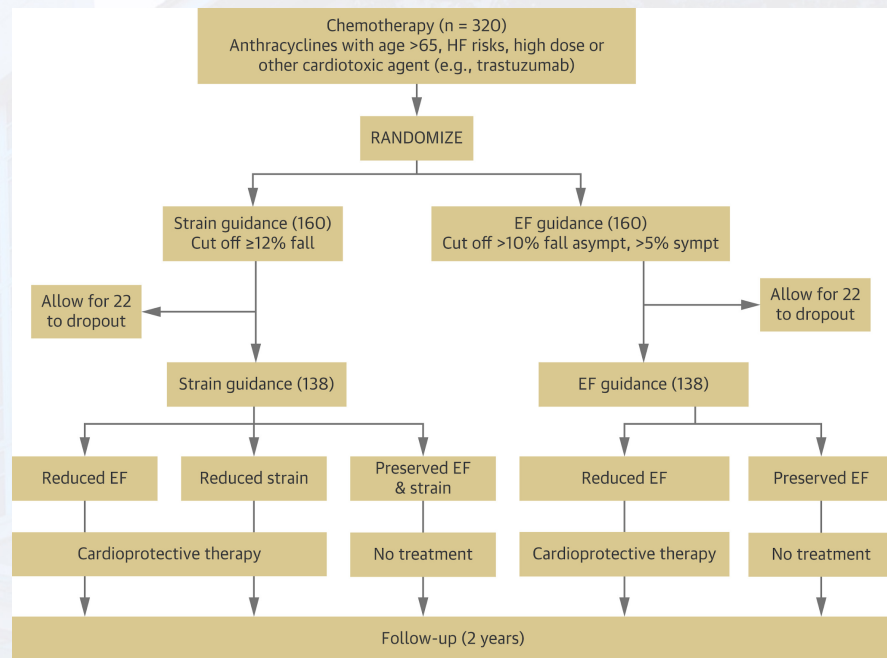 Chemotherapy (n = 320)
Anthracyclines with age >65, HF risks, high dose or
other cardiotoxic agent (e.g., trastuzumab)
RANDOMIZE
Strain guidance (160)
Cut off ≥12% fall
EF guidance (160)
Cut off >10% fall asympt, >5% sympt
Allow for 22
to dropout
Allow for 22
to dropout
Strain guidance (138)
EF guidance (138)
Reduced EF
Reduced strain
Preserved EF
& strain
Reduced EF
Preserved EF
Cardioprotective therapy
No treatment
Cardioprotective therapy
No treatment
Follow-up (2 years)